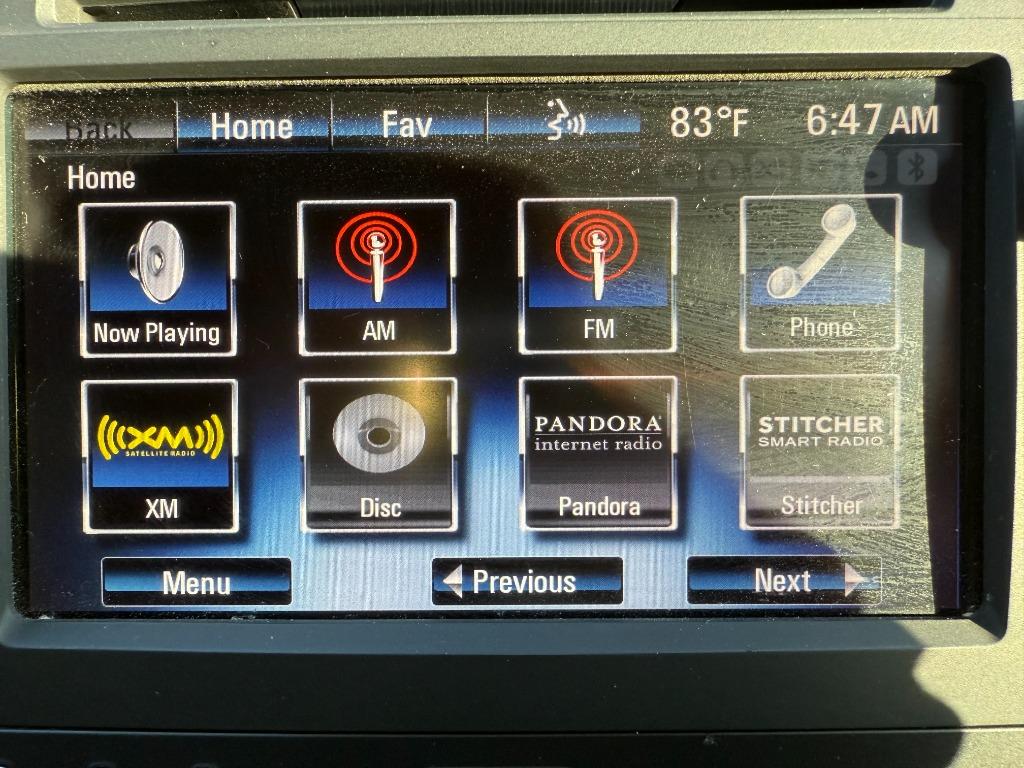 Back Home Fav 83°F 6:47 AM
Home
Now Playing AM FM Phone
XM
SATELLITE RADIO
PANDORA
internet radio
STITCHER
SMART RADIO
XM Disc Pandora Stitcher
Menu Previous Next